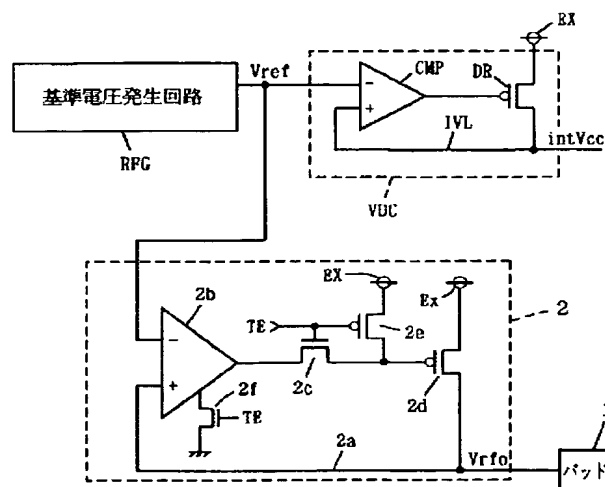 EX
Vref
CMP
DR
基準電圧発生回路
IVL
intVcc
RFG
VDC
EX
Ex
2b
TE
2e
2
2c
2d
2f
TE
2a
Vrfo
パッド